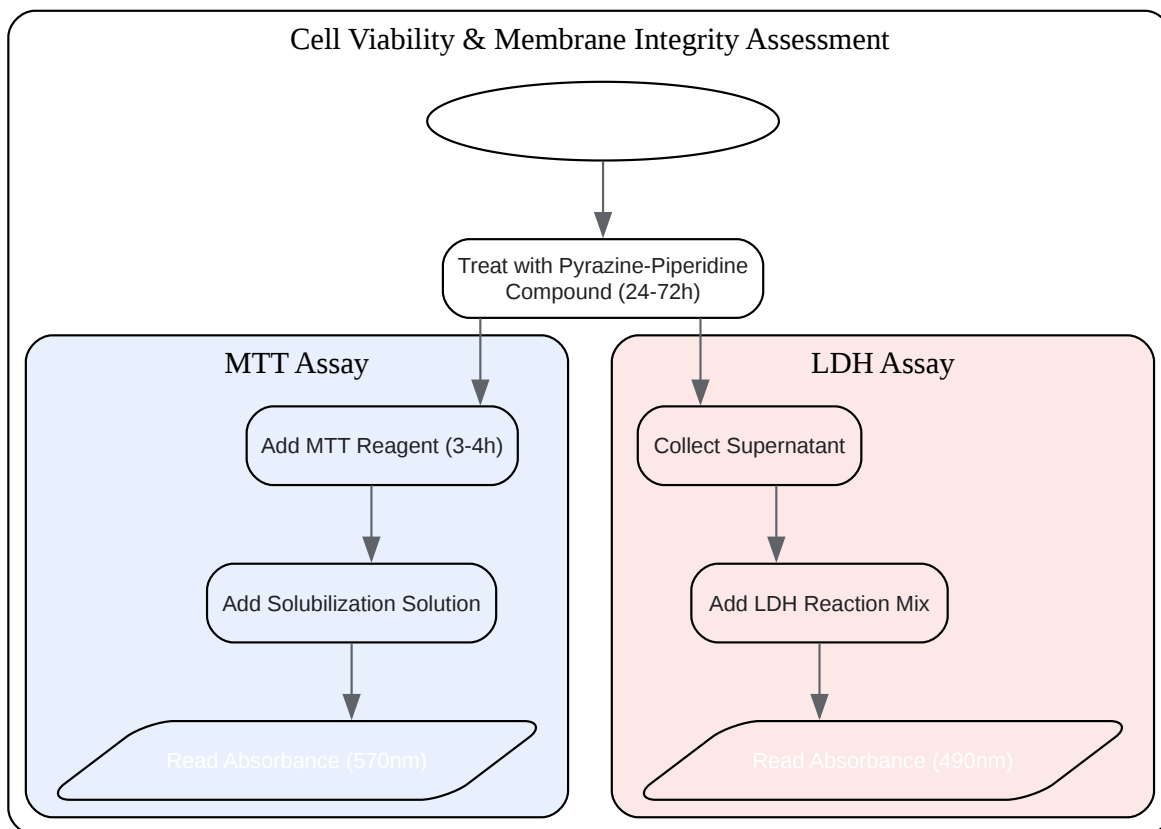 Cell Viability & Membrane Integrity Assessment
Treat with Pyrazine-Piperidine
Compound (24-72h)
MTT Assay
Add MTT Reagent (3-4h)
Add Solubilization Solution
Read Absorbance (570nm)
LDH Assay
Collect Supernatant
Add LDH Reaction Mix
Read Absorbance (490nm)